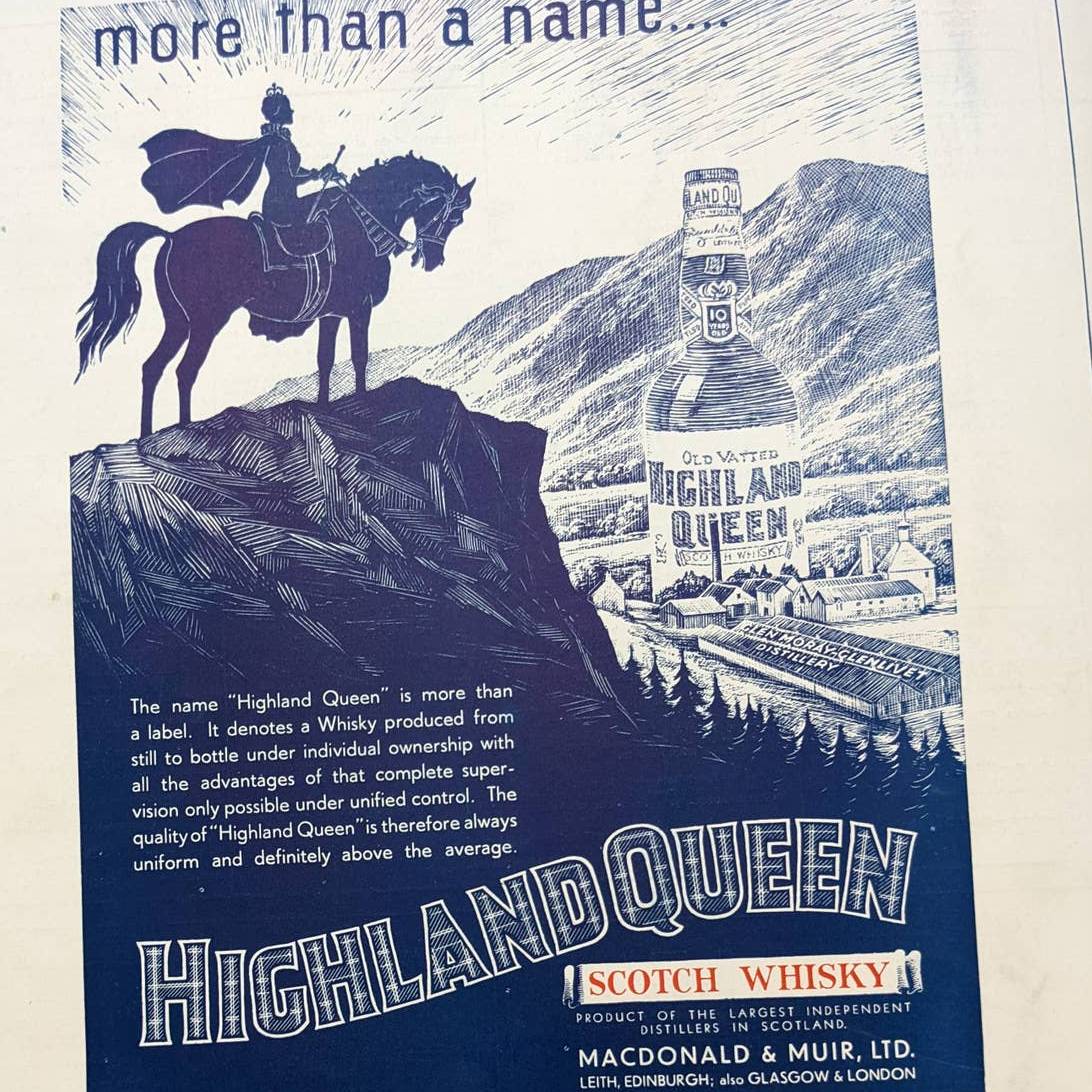 more than a name....
LAND QU
10
YEARS
OLD
OLD VATTED
HIGHLAND
QUEEN
SCOTCH WHISKY
GLEN MORAY-GLENLIVET
DISTILLERY
The name "Highland Queen" is more than
a label. It denotes a Whisky produced from
still to bottle under individual ownership with
all the advantages of that complete super-
vision only possible under unified control. The
quality of "Highland Queen" is therefore always
uniform and definitely above the average.
HIGHLAND QUEEN
SCOTCH WHISKY
PRODUCT OF THE LARGEST INDEPENDENT
DISTILLERS IN SCOTLAND.
MACDONALD & MUIR, LTD.
LEITH, EDINBURGH; also GLASGOW & LONDON